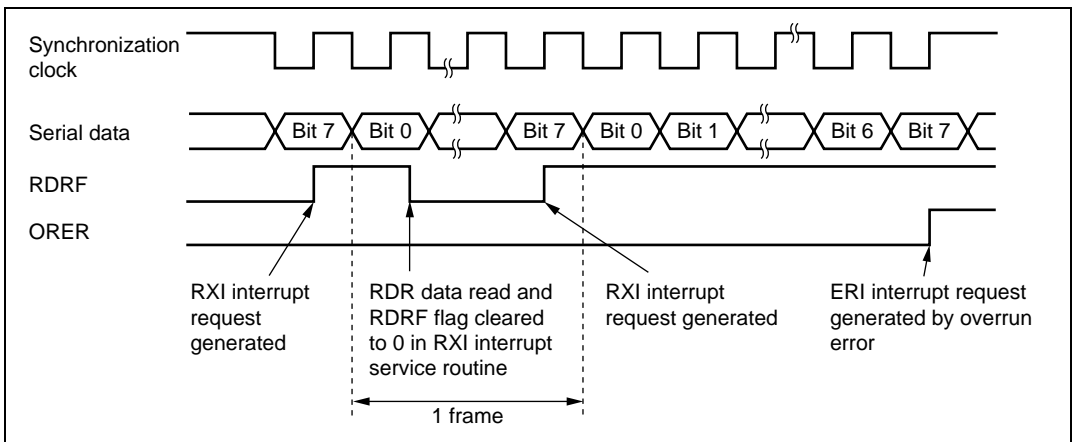 Synchronization
clock
Serial data
Bit 7
Bit 0
Bit 7
Bit 0
Bit 1
Bit 6
Bit 7
RDRF
ORER
RXI interrupt
request
generated
RDR data read and
RDRF flag cleared
to 0 in RXI interrupt
service routine
RXI interrupt
request generated
ERI interrupt request
generated by overrun
error
1 frame